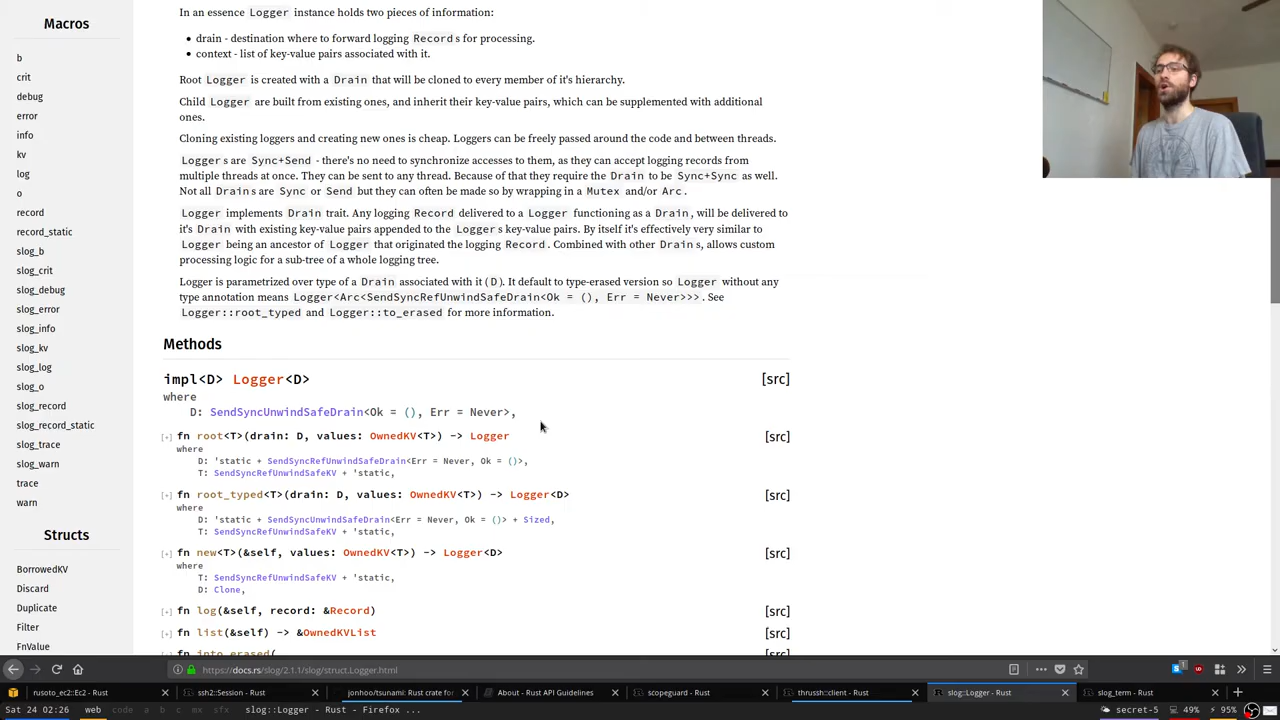 Macros
b
crit
debug
error
info
kv
log
o
record
record_static
slog_b
slog_crit
slog_debug
slog_error
slog_info
slog_kv
slog_log
slog_o
slog_record
slog_record_static
slog_trace
slog_warn
trace
warn
Structs
BorrowedKV
Discard
Duplicate
Filter
FnValue
In an essence Logger instance holds two pieces of information:
• drain - destination where to forward logging Record s for processing.
• context - list of key-value pairs associated with it.
Root Logger is created with a Drain that will be cloned to every member of it's hierarchy.
Child Logger are built from existing ones, and inherit their key-value pairs, which can be supplemented with additional
ones.
Cloning existing loggers and creating new ones is cheap. Loggers can be freely passed around the code and between threads.
Logger s are Sync+Send - there's no need to synchronize accesses to them, as they can accept logging records from
multiple threads at once. They can be sent to any thread. Because of that they require the Drain to be Sync+Sync as well.
Not all Drain s are Sync or Send but they can often be made so by wrapping in a Mutex and/or Arc .
Logger implements Drain trait. Any logging Record delivered to a Logger functioning as a Drain , will be delivered to
it's Drain with existing key-value pairs appended to the Logger s key-value pairs. By itself it's effectively very similar to
Logger being an ancestor of Logger that originated the logging Record . Combined with other Drain s, allows custom
processing logic for a sub-tree of a whole logging tree.
Logger is parametrized over type of a Drain associated with it ( D ). It default to type-erased version so Logger without any
type annotation means Logger<Arc<SendSyncRefUnwindSafeDrain<Ok = (), Err = Never>>> . See
Logger::root_typed and Logger::to_erased for more information.
Methods
impl<D> Logger<D> [src]
where
D: SendSyncUnwindSafeDrain<Ok = (), Err = Never>,
[+] fn root<T>(drain: D, values: OwnedKV<T>) -> Logger [src]
where
D: 'static + SendSyncRefUnwindSafeDrain<Err = Never, Ok = ()>,
T: SendSyncRefUnwindSafeKV + 'static,
[+] fn root_typed<T>(drain: D, values: OwnedKV<T>) -> Logger<D> [src]
where
D: 'static + SendSyncUnwindSafeDrain<Err = Never, Ok = ()> + Sized,
T: SendSyncRefUnwindSafeKV + 'static,
[+] fn new<T>(&self, values: OwnedKV<T>) -> Logger<D> [src]
where
T: SendSyncRefUnwindSafeKV + 'static,
D: Clone,
[+] fn log(&self, record: &Record) [src]
[+] fn list(&self) -> &OwnedKVList [src]
[+] fn into_erased( [src]
https://docs.rs/slog/2.1.1/slog/struct.Logger.html
rusoto_ec2::Ec2 - Rust
ssh2::Session - Rust
jonhoo/tsunami: Rust crate for
About - Rust API Guidelines
scopeguard - Rust
thrussh::client - Rust
slog::Logger - Rust
slog_term - Rust
Sat 24 02:26 web code a b c mx sfx slog::Logger - Rust - Firefox ... secret-5 49% 95%